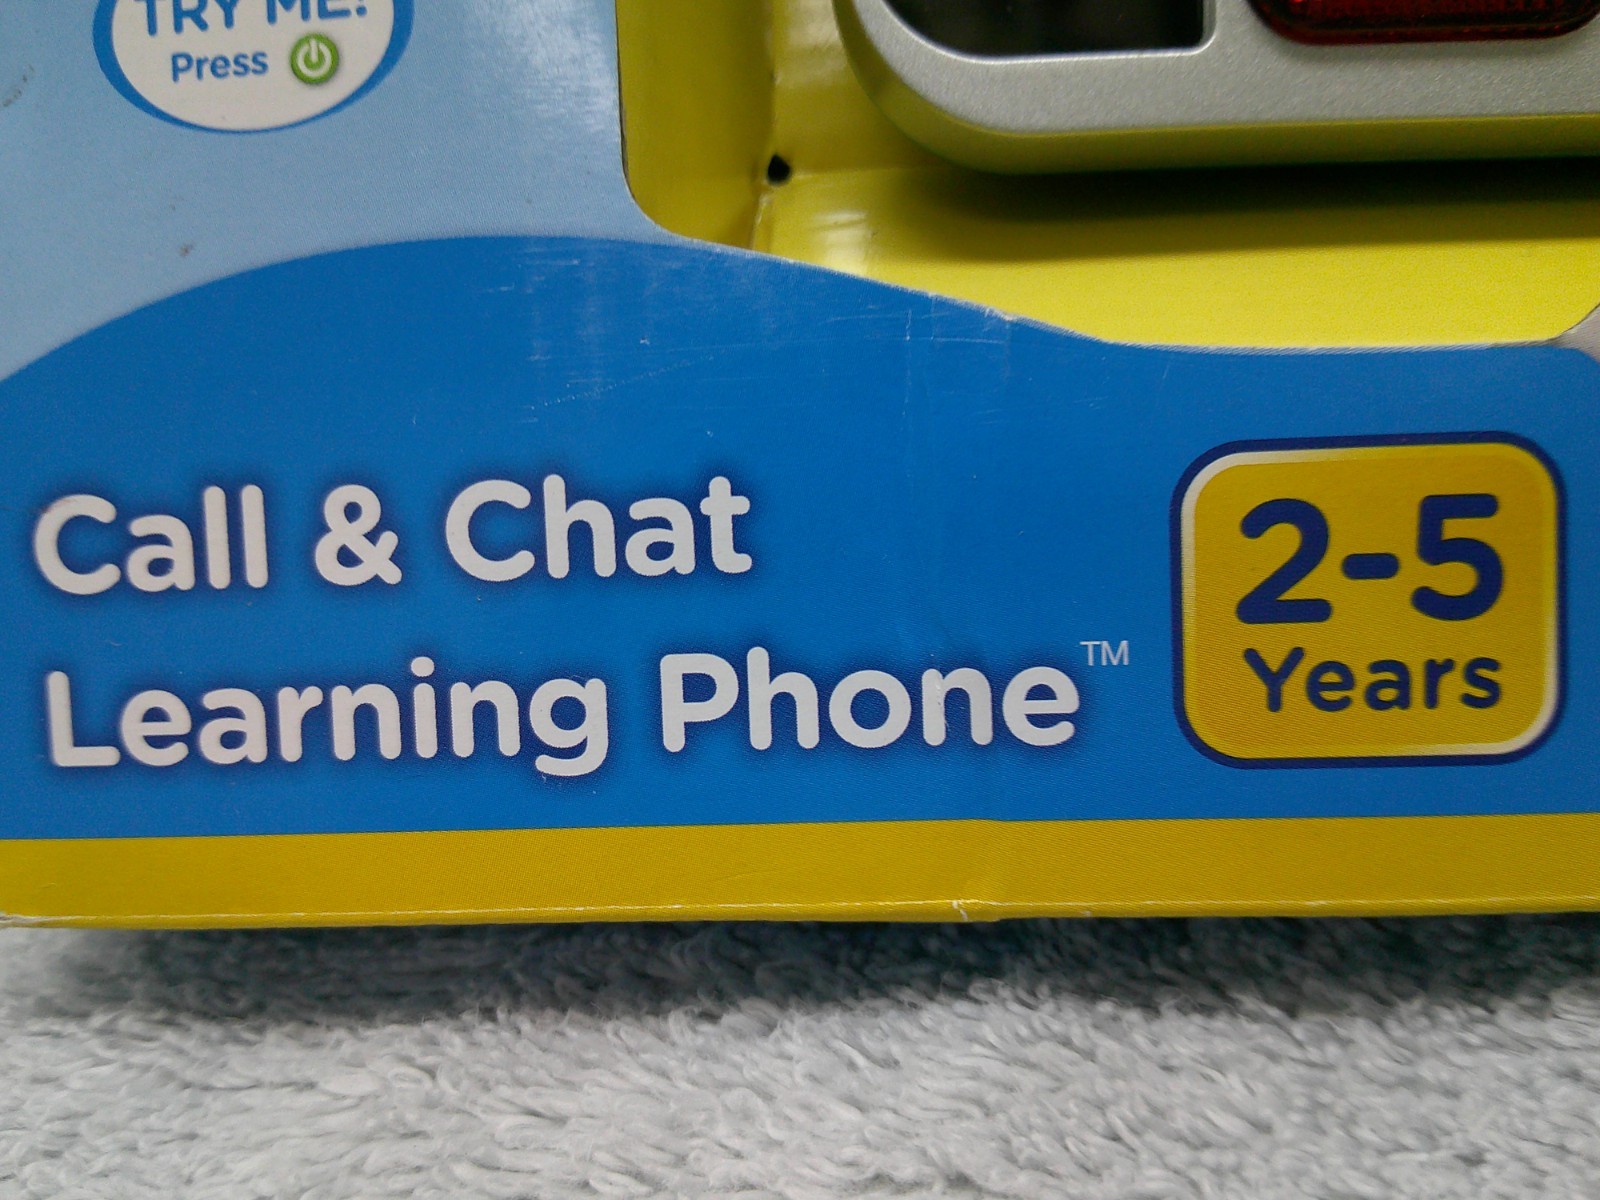 TRY ME!
Press
Call & Chat
Learning Phone™
2-5
Years